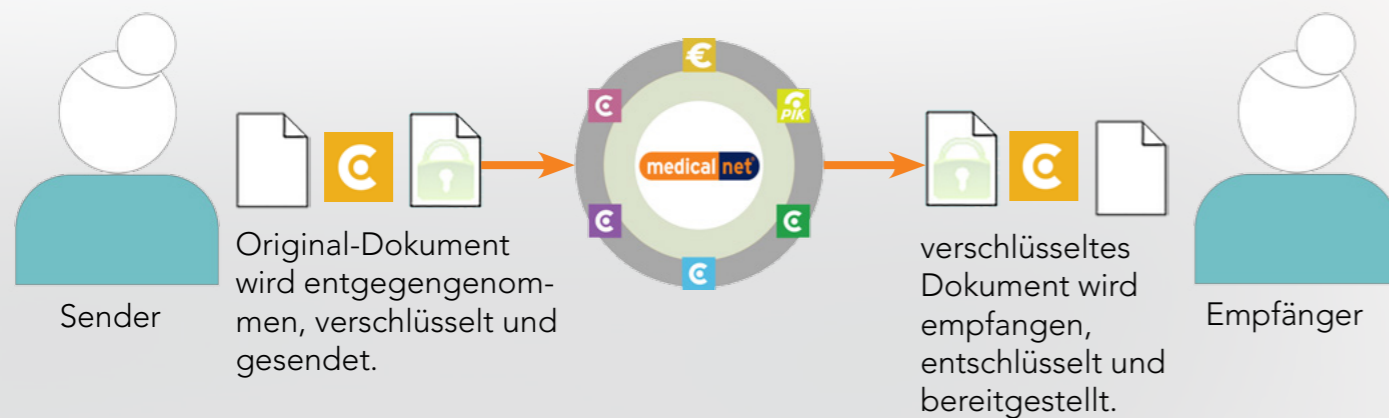 €
PIK
medical net
Sender
Original-Dokument
wird entgegengenom-
men, verschlüsselt und
gesendet.
verschlüsseltes
Dokument wird
empfangen,
entschlüsselt und
bereitgestellt.
Empfänger